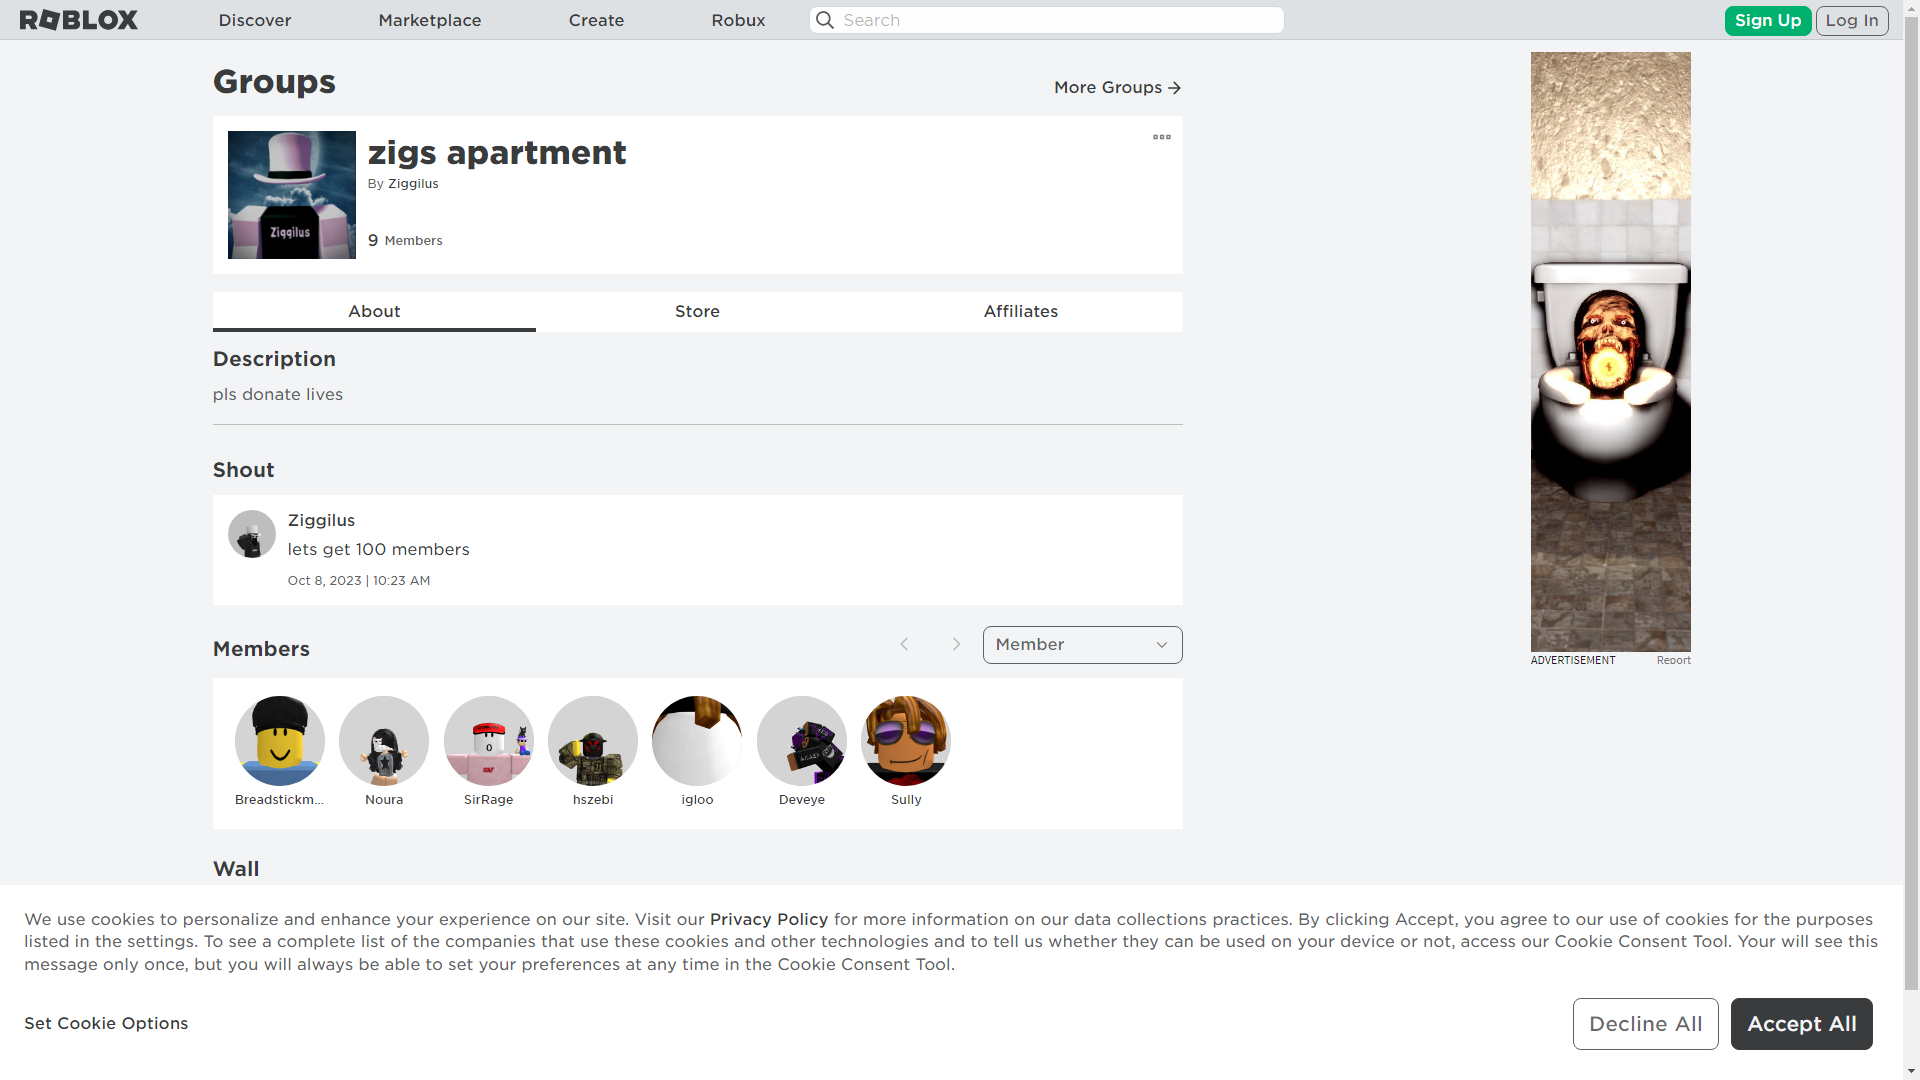 ROBLOX
Discover
Marketplace
Create
Robux
Search
Sign Up
Log In
Groups
More Groups
zigs apartment
By Ziggilus
Ziggilus
9 Members
About
Store
Affiliates
Description
pls donate lives
Shout
Ziggilus
lets get 100 members
Oct 8, 2023 | 10:23 AM
Members
Member
Breadstickm...
Noura
SirRage
hszebi
igloo
Deveye
Sully
ADVERTISEMENT
Report
Wall
We use cookies to personalize and enhance your experience on our site. Visit our Privacy Policy for more information on our data collections practices. By clicking Accept, you agree to our use of cookies for the purposes
listed in the settings. To see a complete list of the companies that use these cookies and other technologies and to tell us whether they can be used on your device or not, access our Cookie Consent Tool. Your will see this
message only once, but you will always be able to set your preferences at any time in the Cookie Consent Tool.
Set Cookie Options
Decline All
Accept All